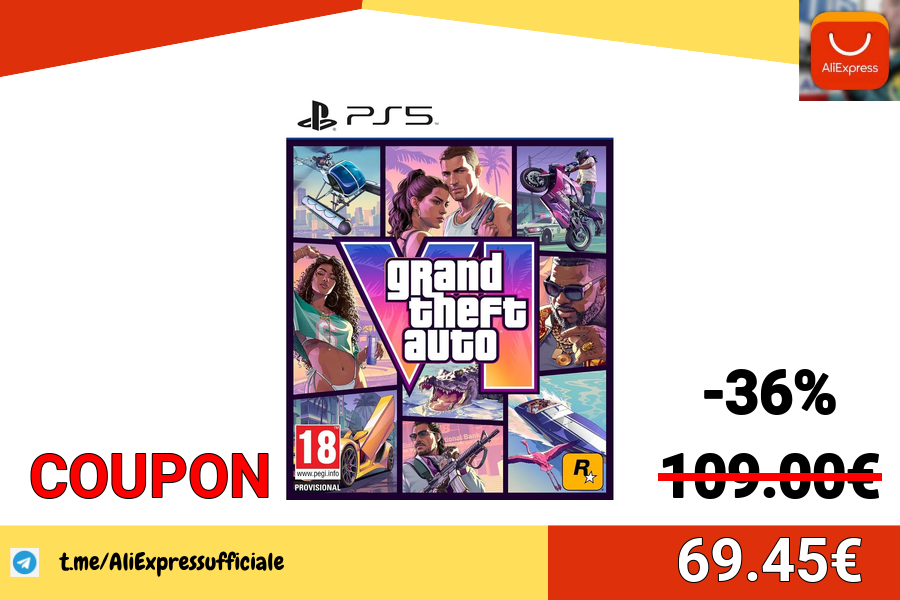 AliExpress
PS5
VI
grand
theft
auto
18
www.pegi.info
PROVISIONAL
R
-36%
COUPON
109.00€
t.me/AliExpressufficiale
69.45€